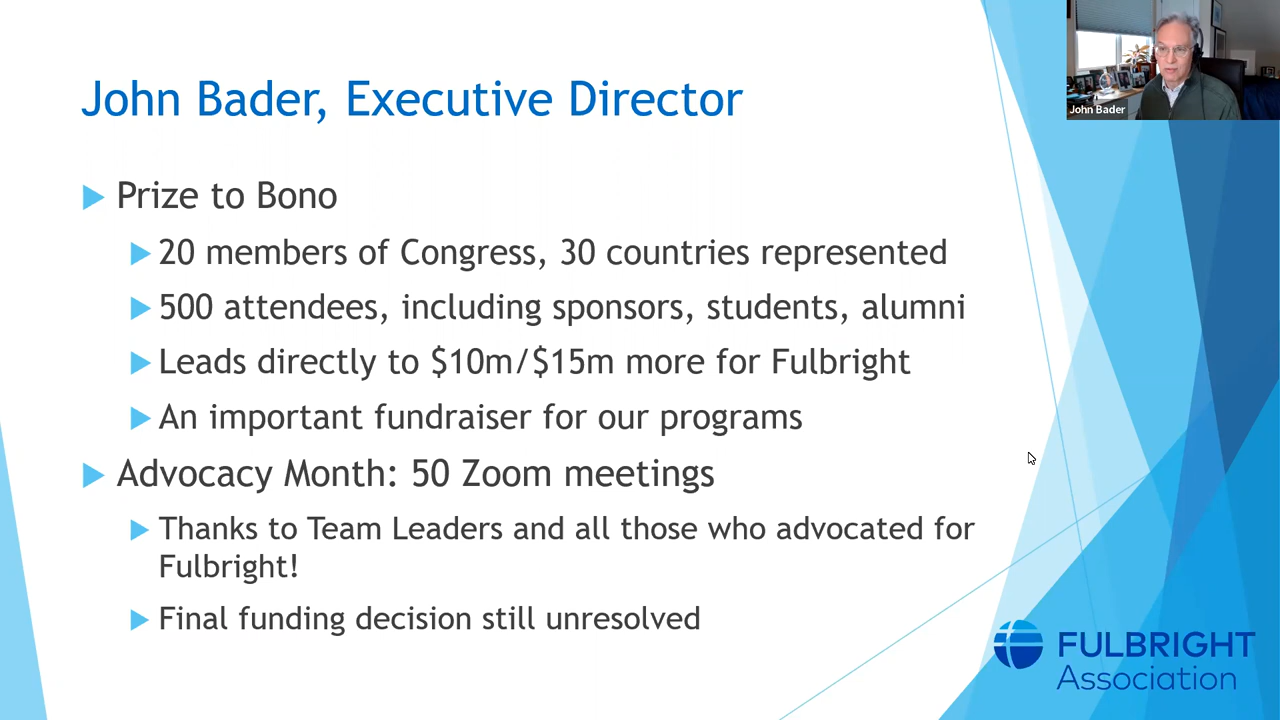 John Bader, Executive Director
John Bader
Prize to Bono
20 members of Congress, 30 countries represented
500 attendees, including sponsors, students, alumni
Leads directly to $10m/$15m more for Fulbright
An important fundraiser for our programs
Advocacy Month: 50 Zoom meetings
Thanks to Team Leaders and all those who advocated for
Fulbright!
Final funding decision still unresolved
FULBRIGHT
Association